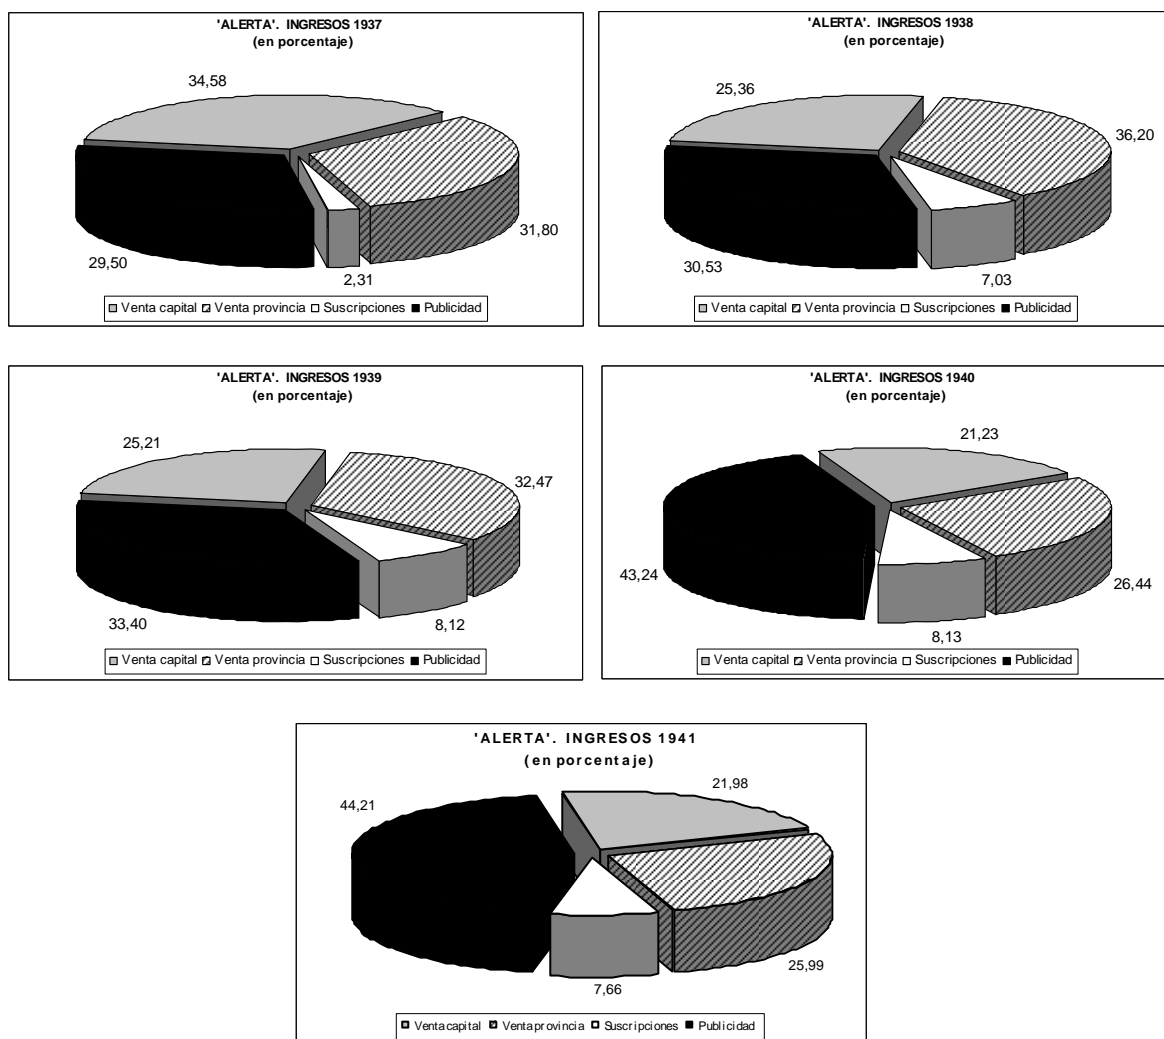 'ALERTA'. INGRESOS 1937
(en porcentaje)
34,58
31,80
29,50
2,31
Venta capital Venta provincia Suscripciones Publicidad
'ALERTA'. INGRESOS 1938
(en porcentaje)
25,36
36,20
30,53
7,03
Venta capital Venta provincia Suscripciones Publicidad
'ALERTA'. INGRESOS 1939
(en porcentaje)
25,21
32,47
33,40
8,12
Venta capital Venta provincia Suscripciones Publicidad
'ALERTA'. INGRESOS 1940
(en porcentaje)
21,23
43,24
26,44
8,13
Venta capital Venta provincia Suscripciones Publicidad
'ALERTA'. INGRESOS 1941
(en porcentaje)
21,98
44,21
25,99
7,66
Venta capital Venta provincia Suscripciones Publicidad